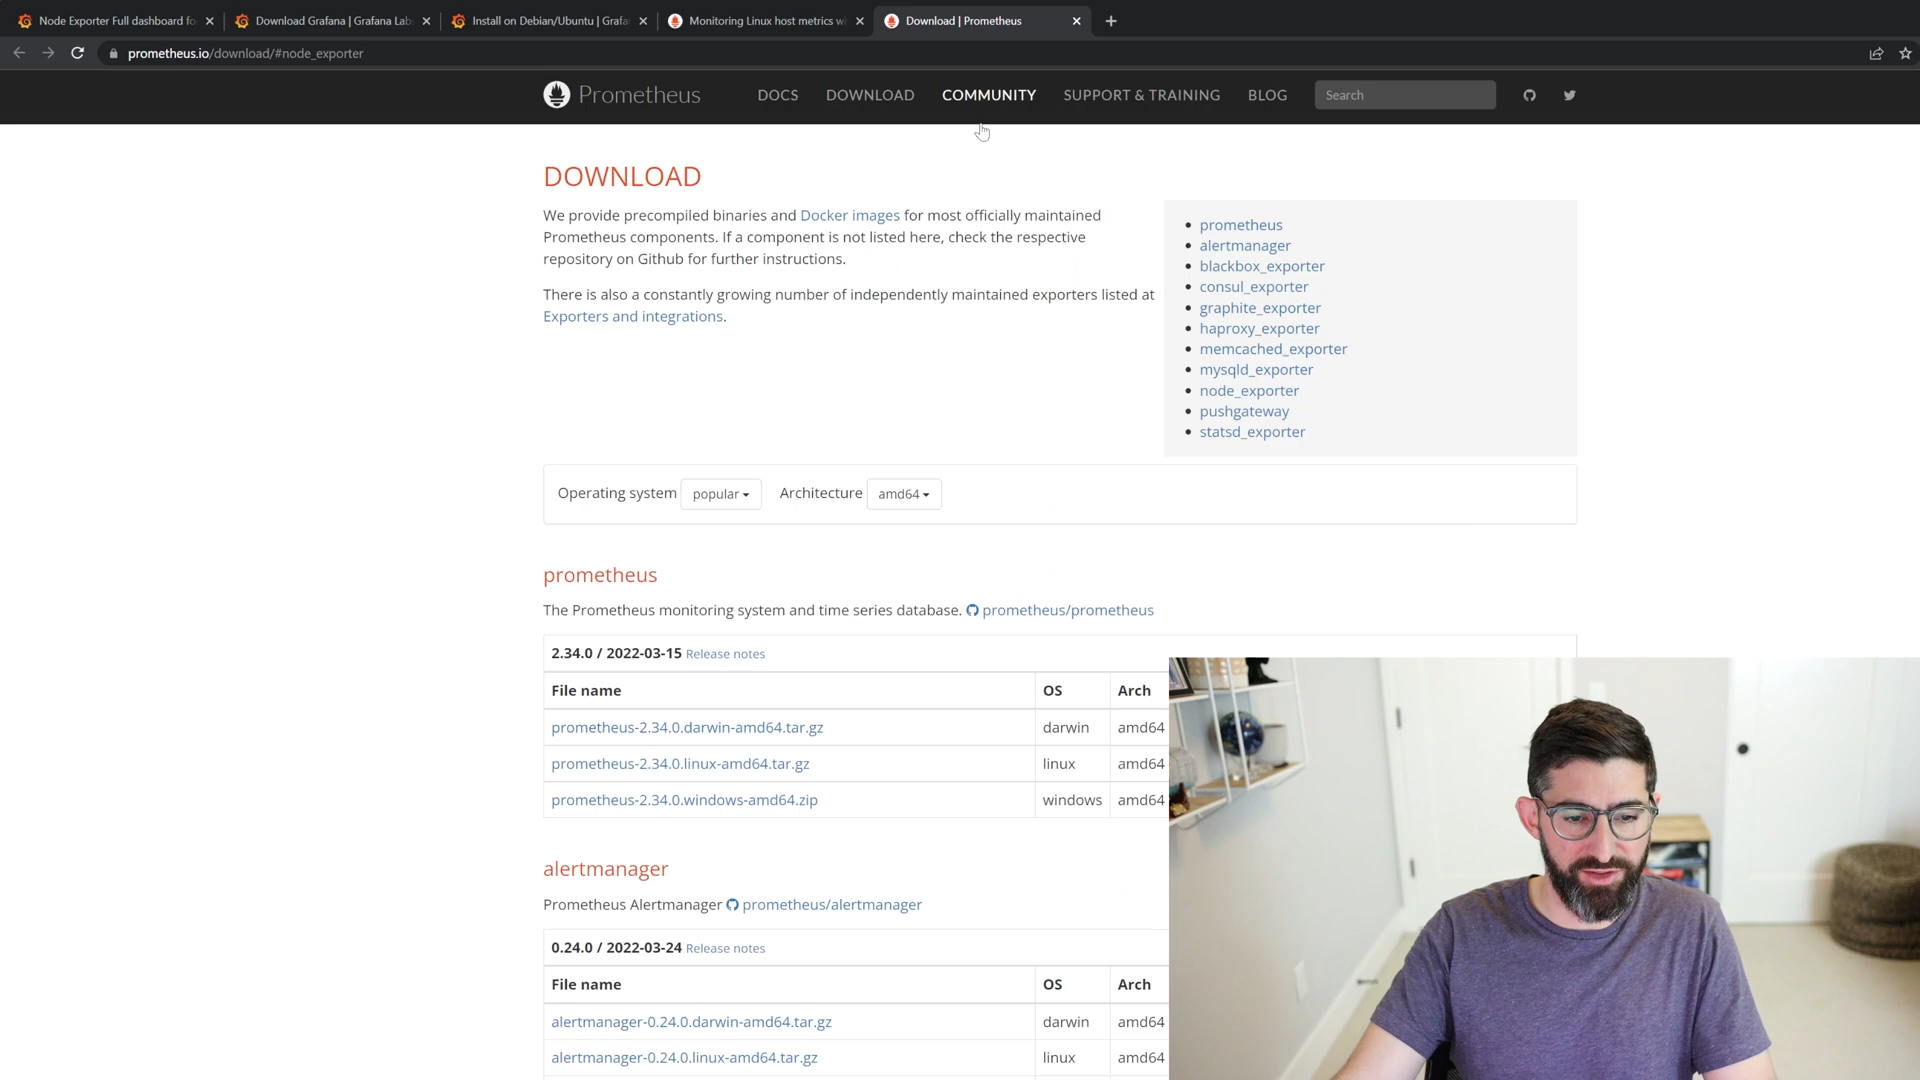 Node Exporter Full dashboard fo
Download Grafana | Grafana Lab
Install on Debian/Ubuntu | Grafa
Monitoring Linux host metrics w
Download | Prometheus
prometheus.io/download/#node_exporter
Prometheus
DOCS
DOWNLOAD
COMMUNITY
SUPPORT & TRAINING
BLOG
Search
DOWNLOAD
We provide precompiled binaries and Docker images for most officially maintained
Prometheus components. If a component is not listed here, check the respective
repository on Github for further instructions.
There is also a constantly growing number of independently maintained exporters listed at
Exporters and integrations.
prometheus
alertmanager
blackbox_exporter
consul_exporter
graphite_exporter
haproxy_exporter
memcached_exporter
mysqld_exporter
node_exporter
pushgateway
statsd_exporter
Operating system popular Architecture amd64
prometheus
The Prometheus monitoring system and time series database. prometheus/prometheus
2.34.0 / 2022-03-15 Release notes
File name OS Arch
prometheus-2.34.0.darwin-amd64.tar.gz darwin amd64
prometheus-2.34.0.linux-amd64.tar.gz linux amd64
prometheus-2.34.0.windows-amd64.zip windows amd64
alertmanager
Prometheus Alertmanager prometheus/alertmanager
0.24.0 / 2022-03-24 Release notes
File name OS Arch
alertmanager-0.24.0.darwin-amd64.tar.gz darwin amd64
alertmanager-0.24.0.linux-amd64.tar.gz linux amd64